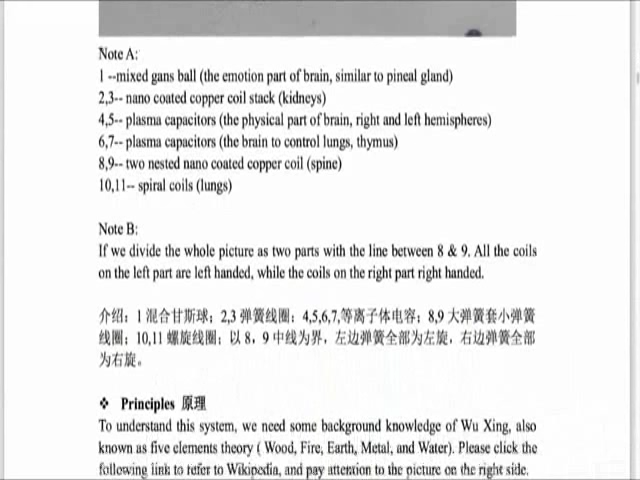 Note A:
1 --mixed gans ball (the emotion part of brain, similar to pineal gland)
2,3-- nano coated copper coil stack (kidneys)
4,5-- plasma capacitors (the physical part of brain, right and left hemispheres)
6,7-- plasma capacitors (the brain to control lungs, thymus)
8,9-- two nested nano coated copper coil (spine)
10,11-- spiral coils (lungs)
Note B:
If we divide the whole picture as two parts with the line between 8 & 9. All the coils
on the left part are left handed, while the coils on the right part right handed.
介绍：1 混合甘斯球；2,3 弹簧线圈；4,5,6,7,等离子体电容；8,9 大弹簧套小弹簧
线圈；10,11 螺旋线圈；以 8，9 中线为界，左边弹簧全部为左旋，右边弹簧全部
为右旋。
❖ Principles 原理
To understand this system, we need some background knowledge of Wu Xing, also
known as five elements theory ( Wood, Fire, Earth, Metal, and Water). Please click the
following link to refer to Wikipedia, and pay attention to the picture on the right side.